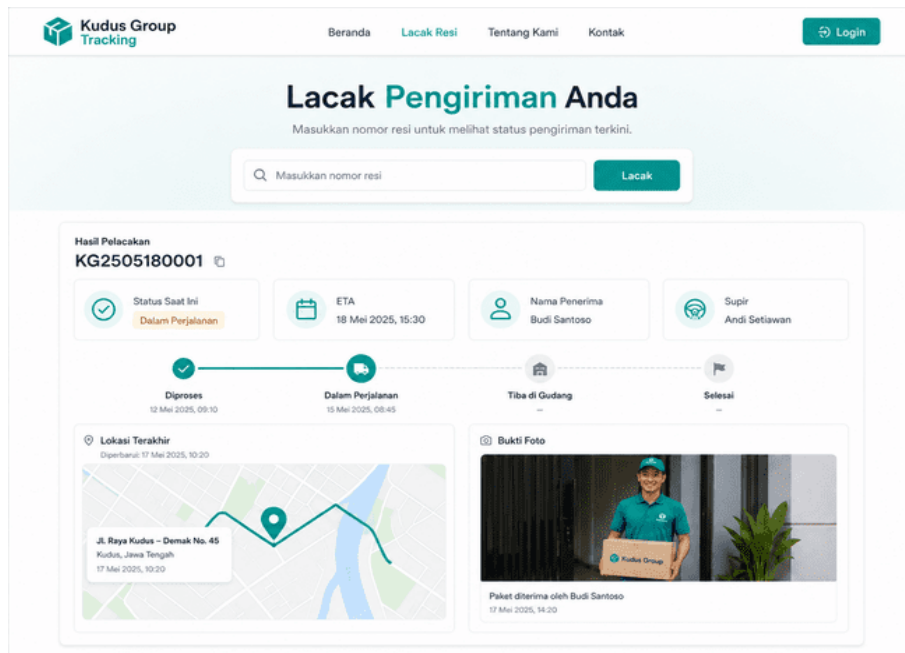 Kudus Group
Tracking
Beranda
Lacak Resi
Tentang Kami
Kontak
Login
Lacak Pengiriman Anda
Masukkan nomor resi untuk melihat status pengiriman terkini.
Masukkan nomor resi
Lacak
Hasil Pelacakan
KG2505180001
Status Saat Ini
Dalam Perjalanan
ETA
18 Mei 2025, 15:30
Nama Penerima
Budi Santoso
Supir
Andi Setiawan
Diproses
12 Mei 2025, 09:10
Dalam Perjalanan
15 Mei 2025, 08:45
Tiba di Gudang
–
Selesai
–
Lokasi Terakhir
Diperbarui: 17 Mei 2025, 10:20
Jl. Raya Kudus – Demak No. 45
Kudus, Jawa Tengah
17 Mei 2025, 10:20
Bukti Foto
Kudus Group
Paket diterima oleh Budi Santoso
17 Mei 2025, 14:20